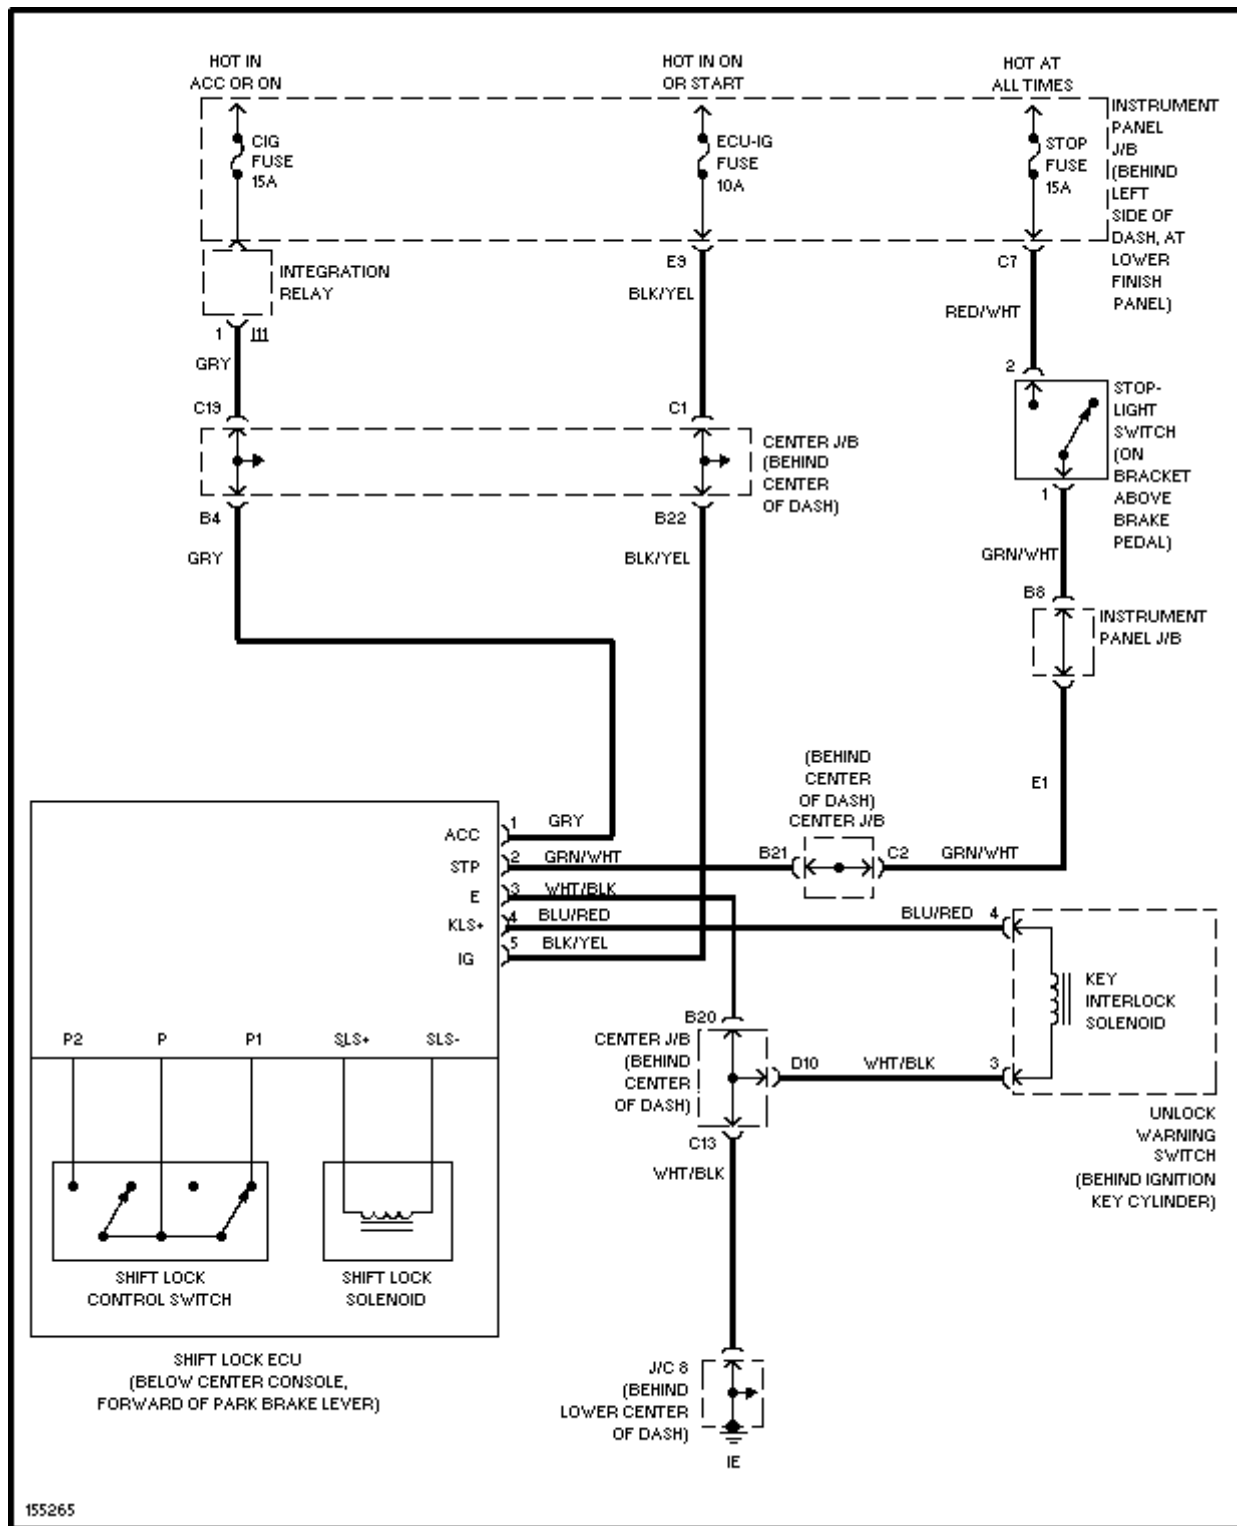 HOT IN
ACC OR ON
HOT IN ON
OR START
HOT AT
ALL TIMES
CIG
FUSE
15A
ECU-IG
FUSE
10A
STOP
FUSE
15A
INSTRUMENT
PANEL
J/B
(BEHIND
LEFT
SIDE OF
DASH, AT
LOWER
FINISH
PANEL)
INTEGRATION
RELAY
E9
BLK/YEL
C7
RED/WHT
1
I11
GRY
C19
C1
2
STOP-
LIGHT
SWITCH
(ON
BRACKET
ABOVE
BRAKE
PEDAL)
CENTER J/B
(BEHIND
CENTER
OF DASH)
B4
GRY
B22
BLK/YEL
1
GRN/WHT
B8
INSTRUMENT
PANEL J/B
(BEHIND
CENTER
OF DASH)
CENTER J/B
E1
ACC 1 GRY
STP 2 GRN/WHT B21 C2 GRN/WHT
E 3 WHT/BLK
KLS+ 4 BLU/RED BLU/RED 4
IG 5 BLK/YEL
KEY
INTERLOCK
SOLENOID
P2 P P1 SLS+ SLS-
B20
CENTER J/B
(BEHIND
CENTER
OF DASH)
D10 WHT/BLK 3
C13
WHT/BLK
UNLOCK
WARNING
SWITCH
(BEHIND IGNITION
KEY CYLINDER)
SHIFT LOCK
CONTROL SWITCH
SHIFT LOCK
SOLENOID
SHIFT LOCK ECU
(BELOW CENTER CONSOLE,
FORWARD OF PARK BRAKE LEVER)
J/C 8
(BEHIND
LOWER CENTER
OF DASH)
IE
155265